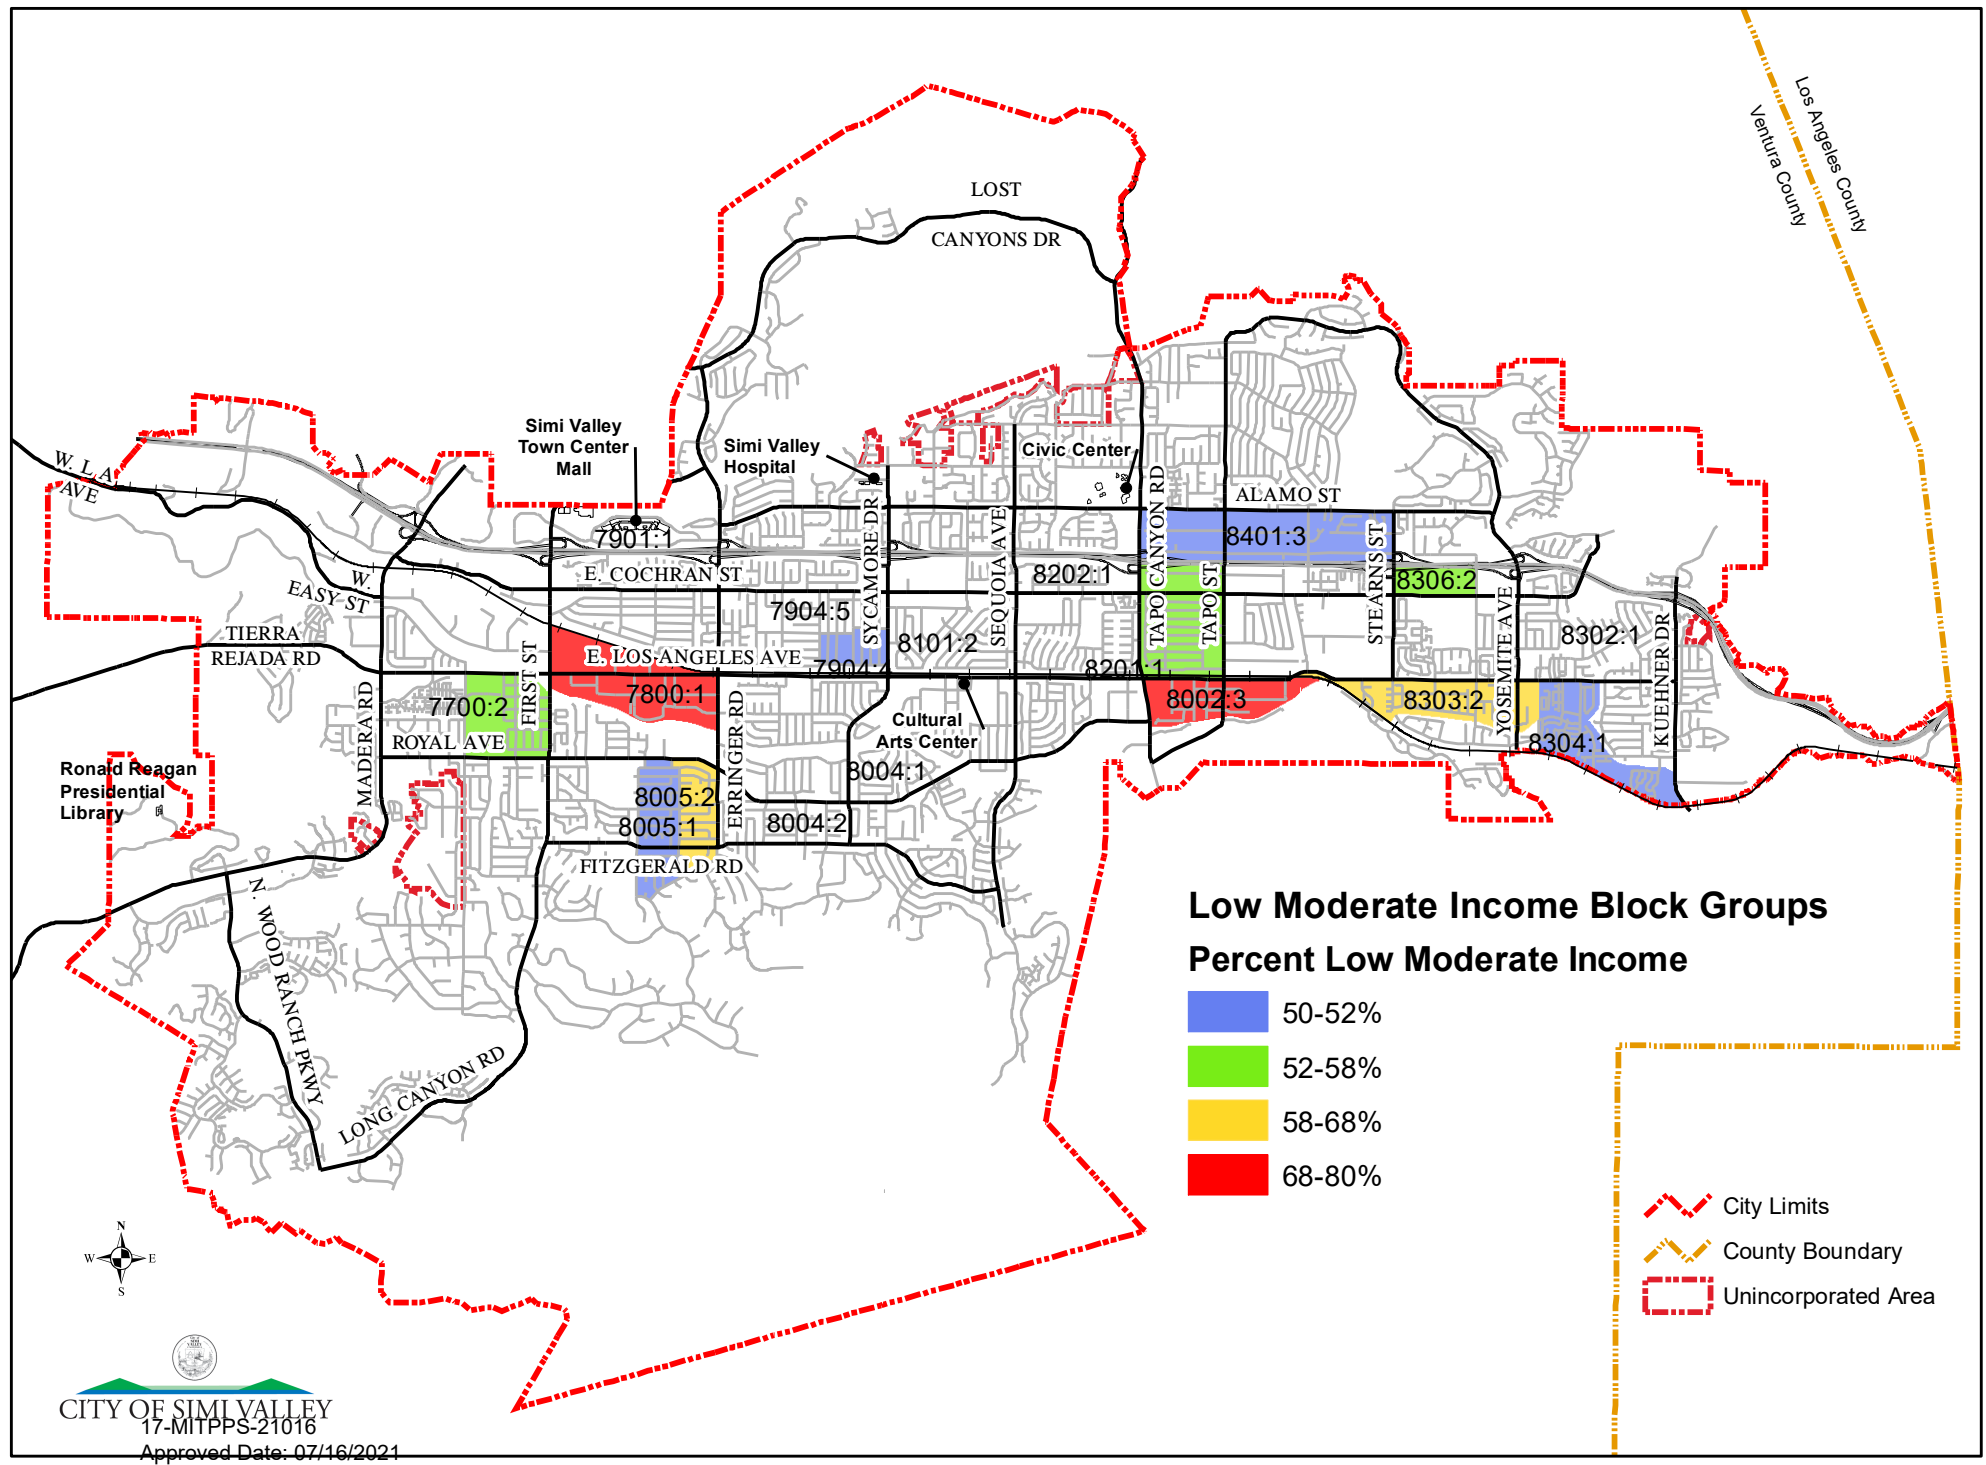 Los Angeles County
Ventura County
LOST
CANYONS DR
Simi Valley
Town Center
Mall
Simi Valley
Hospital
Civic Center
W. L.A.
AVE
ALAMO ST
7901:1
8401:3
E. COCHRAN ST
8202:1
8306:2
W.
EASY ST
7904:5
SYCAMORE DR
SEQUOIA AVE
TAPO CANYON RD
TAPO ST
STEARNS ST
YOSEMITE AVE
KUEHNER DR
TIERRA
REJADA RD
8101:2
8302:1
E. LOS ANGELES AVE
7904:4
8201:1
FIRST ST
MADERA RD
7700:2
7800:1
ERRINGER RD
8002:3
8303:2
Cultural
Arts Center
ROYAL AVE
8304:1
8004:1
Ronald Reagan
Presidential
Library
8005:2
8005:1
8004:2
FITZGERALD RD
N. WOOD RANCH PKWY
LONG CANYON RD
Low Moderate Income Block Groups
Percent Low Moderate Income
50-52%
52-58%
58-68%
68-80%
City Limits
County Boundary
Unincorporated Area
N
W
E
S
CITY OF SIMI VALLEY
17-MITPPS-21016
Approved Date: 07/16/2021